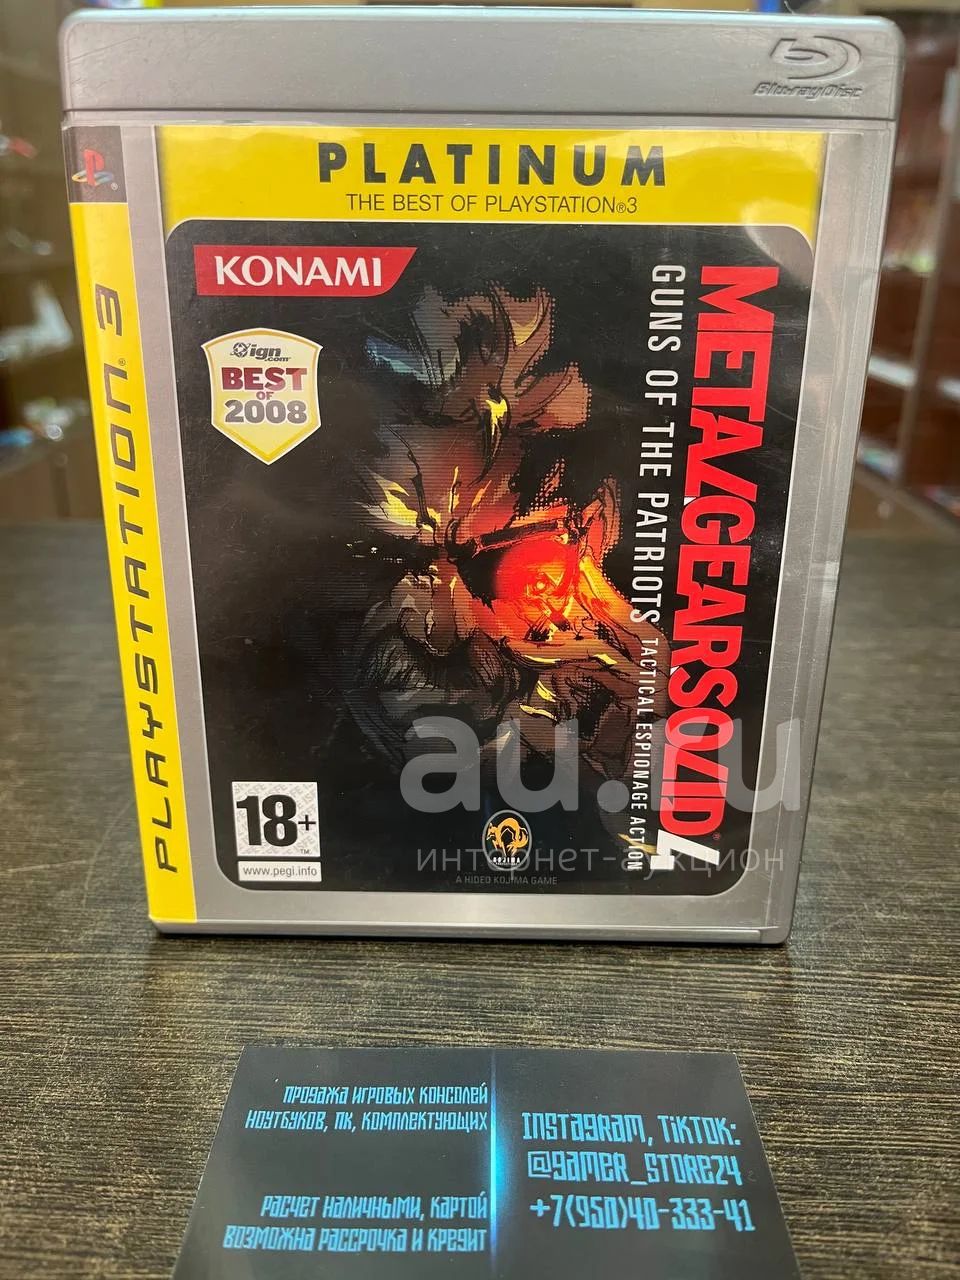 Blu-ray Disc
PLATINUM
THE BEST OF PLAYSTATION®3
PLAYSTATION®3
KONAMI
ign.com
BEST
OF
2008
METAL GEAR SOLID® 4
GUNS OF THE PATRIOTS TACTICAL ESPIONAGE ACTION
au.ru
интернет-аукцион
18+
TM
www.pegi.info
KOJIMA
A HIDEO KOJIMA GAME
ПРОДАЖА ИГРОВЫХ КОНСОЛЕЙ
НОУТБУКОВ, ПК, КОМПЛЕКТУЮЩИХ
РАСЧЕТ НАЛИЧНЫМИ, КАРТОЙ
ВОЗМОЖНА РАССРОЧКА И КРЕДИТ
INSTAGRAM, TIKTOK:
@GAMER_STORE24
+7(950)40-333-41